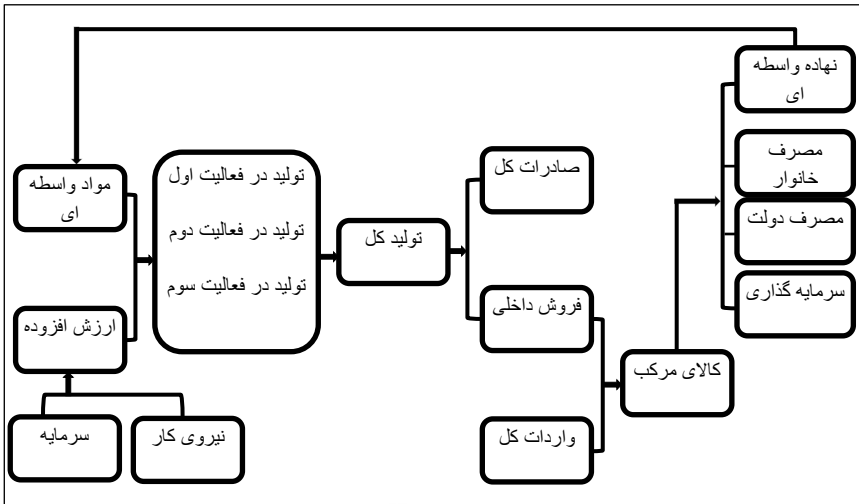 نهاده واسطه
ای
مصرف
خانوار
مصرف دولت
سرمایه گذاری
صادرات کل
فروش داخلی
واردات کل
کالای مرکب
تولید کل
تولید در فعالیت اول
تولید در فعالیت دوم
تولید در فعالیت سوم
مواد واسطه
ای
ارزش افزوده
نیروی کار
سرمایه